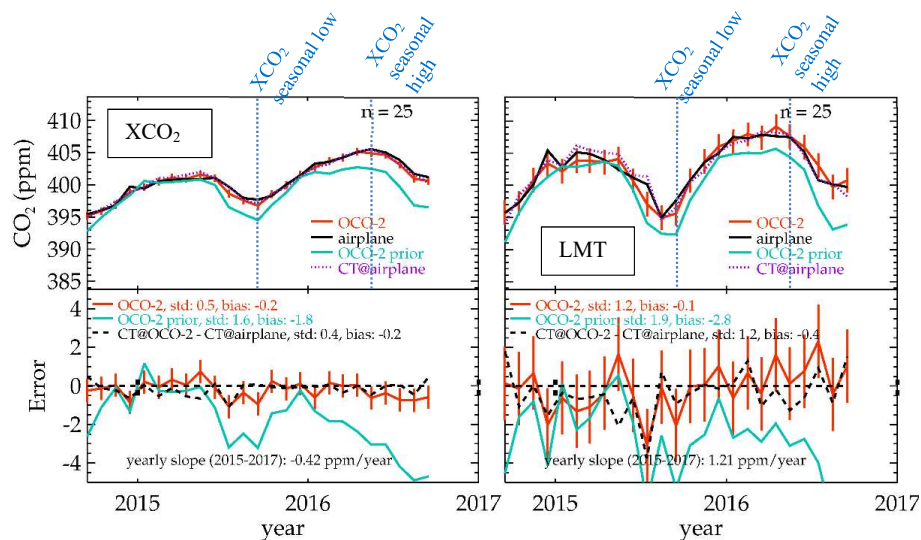 XCO2
seasonal low
XCO2
seasonal
high
XCO2
seasonal low
XCO2
seasonal
high
410
405
400
395
390
385
CO2 (ppm)
XCO2
n = 25
OCO-2
airplane
OCO-2 prior
CT@airplane
n = 25
LMT
OCO-2
airplane
OCO-2 prior
CT@airplane
4
2
0
-2
-4
Error
OCO-2, std: 0.5, bias: -0.2
OCO-2 prior, std: 1.6, bias: -1.8
CT@OCO-2 - CT@airplane, std: 0.4, bias: -0.2
yearly slope (2015-2017): -0.42 ppm/year
OCO-2, std: 1.2, bias: -0.1
OCO-2 prior, std: 1.9, bias: -2.8
CT@OCO-2 - CT@airplane, std: 1.2, bias: -0.4
yearly slope (2015-2017): 1.21 ppm/year
2015 2016 2017
year
2015 2016 2017
year